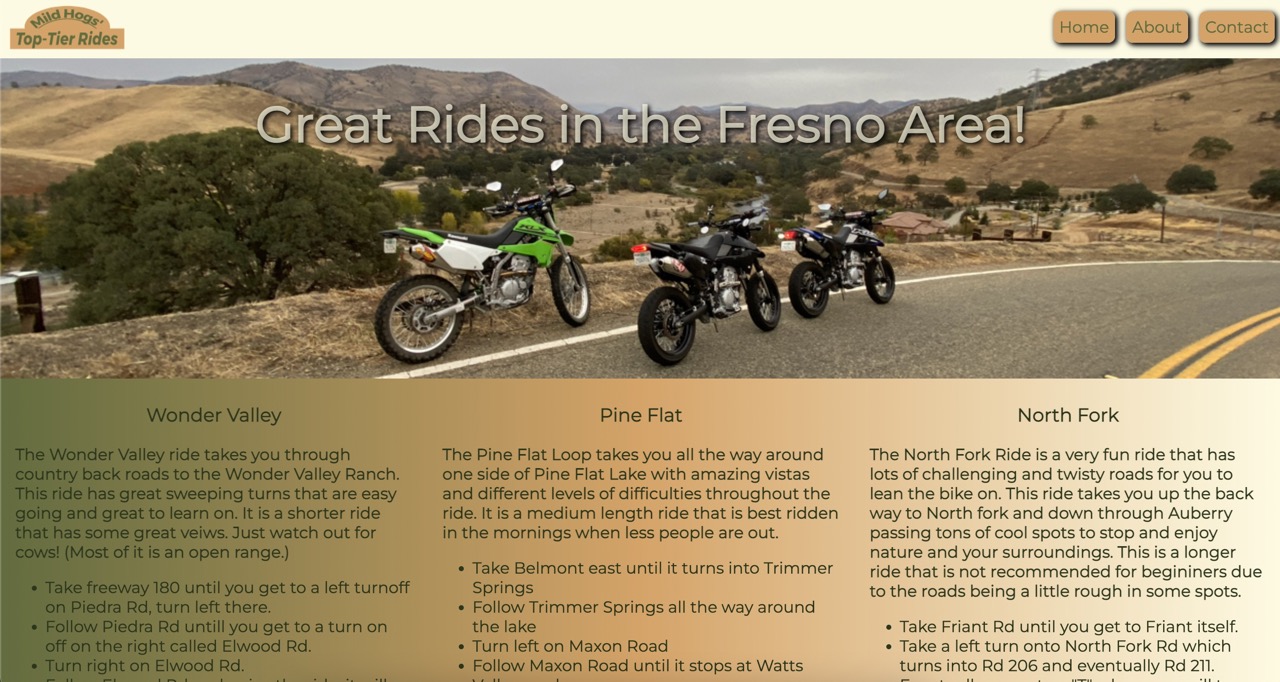 Mild Hogs'
Top-Tier Rides
Home
About
Contact
Great Rides in the Fresno Area!
Wonder Valley
The Wonder Valley ride takes you through
country back roads to the Wonder Valley Ranch.
This ride has great sweeping turns that are easy
going and great to learn on. It is a shorter ride
that has some great veiws. Just watch out for
cows! (Most of it is an open range.)
Take freeway 180 until you get to a left turnoff
on Piedra Rd, turn left there.
Follow Piedra Rd untill you get to a turn on
off on the right called Elwood Rd.
Turn right on Elwood Rd.
Pine Flat
The Pine Flat Loop takes you all the way around
one side of Pine Flat Lake with amazing vistas
and different levels of difficulties throughout the
ride. It is a medium length ride that is best ridden
in the mornings when less people are out.
Take Belmont east until it turns into Trimmer
Springs
Follow Trimmer Springs all the way around
the lake
Turn left on Maxon Road
Follow Maxon Road until it stops at Watts
North Fork
The North Fork Ride is a very fun ride that has
lots of challenging and twisty roads for you to
lean the bike on. This ride takes you up the back
way to North fork and down through Auberry
passing tons of cool spots to stop and enjoy
nature and your surroundings. This is a longer
ride that is not recommended for begininers due
to the roads being a little rough in some spots.
Take Friant Rd until you get to Friant itself.
Take a left turn onto North Fork Rd which
turns into Rd 206 and eventually Rd 211.